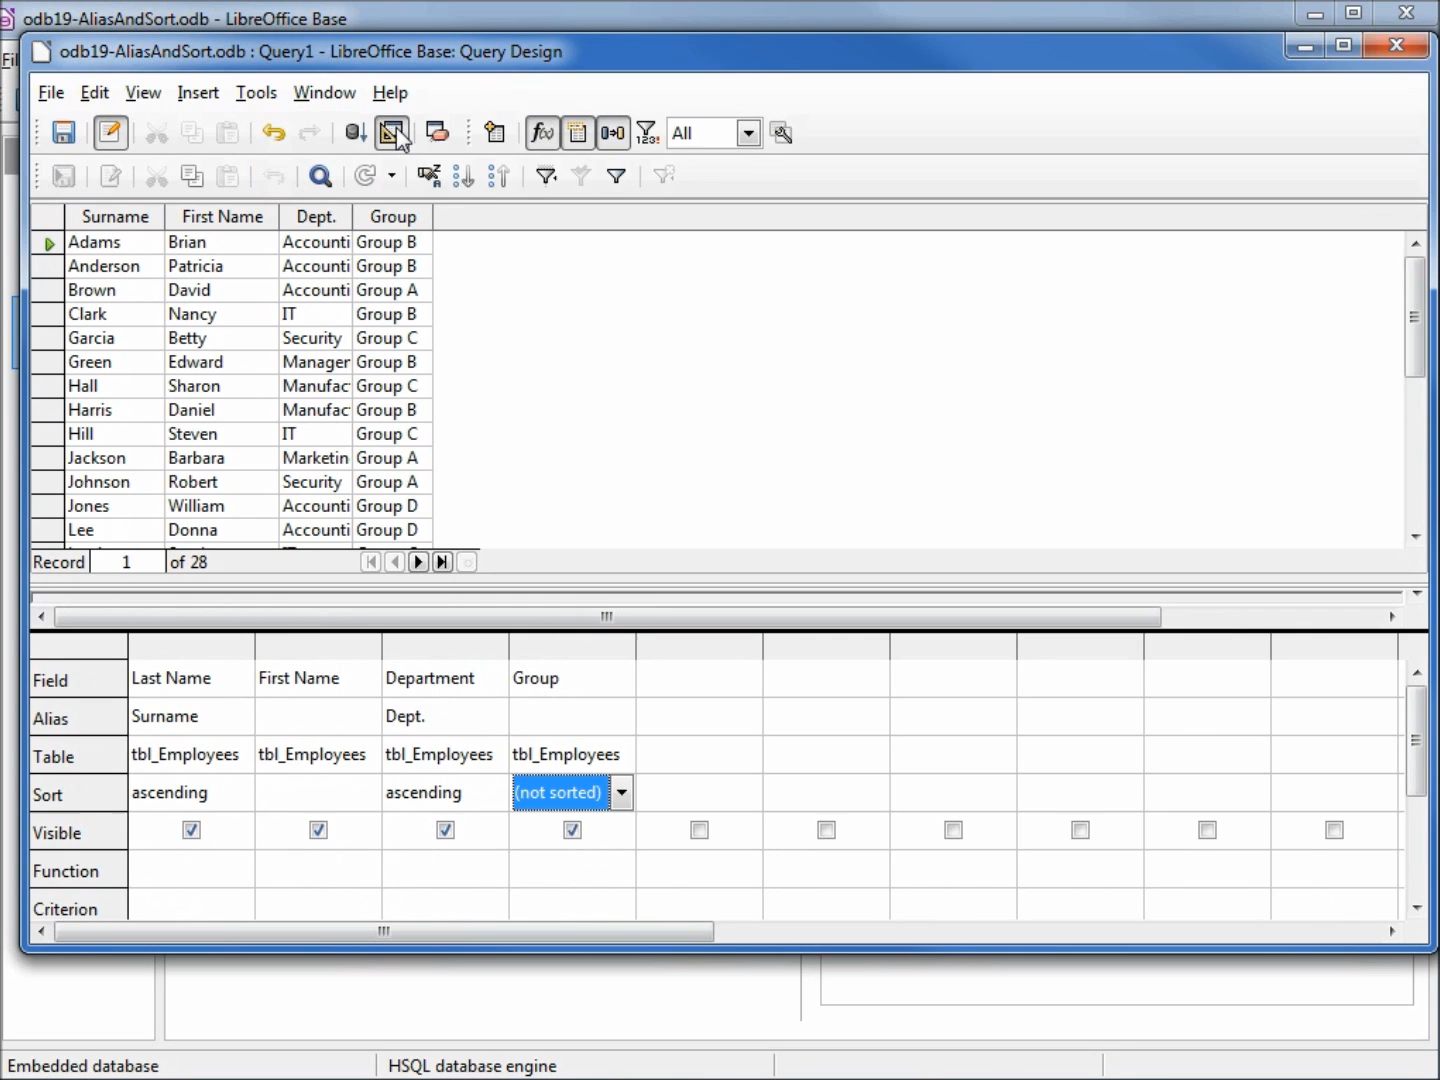 odb19-AliasAndSort.odb - LibreOffice Base
odb19-AliasAndSort.odb : Query1 - LibreOffice Base: Query Design
File Edit View Insert Tools Window Help
All
Surname First Name Dept. Group
Adams Brian Accounti Group B
Anderson Patricia Accounti Group B
Brown David Accounti Group A
Clark Nancy IT Group B
Garcia Betty Security Group C
Green Edward Manager Group B
Hall Sharon Manufac Group C
Harris Daniel Manufac Group B
Hill Steven IT Group C
Jackson Barbara Marketin Group A
Johnson Robert Security Group A
Jones William Accounti Group D
Lee Donna Accounti Group D
Record 1 of 28
Field Last Name First Name Department Group
Alias Surname Dept.
Table tbl_Employees tbl_Employees tbl_Employees tbl_Employees
Sort ascending ascending (not sorted)
Visible
Function
Criterion
Embedded database HSQL database engine